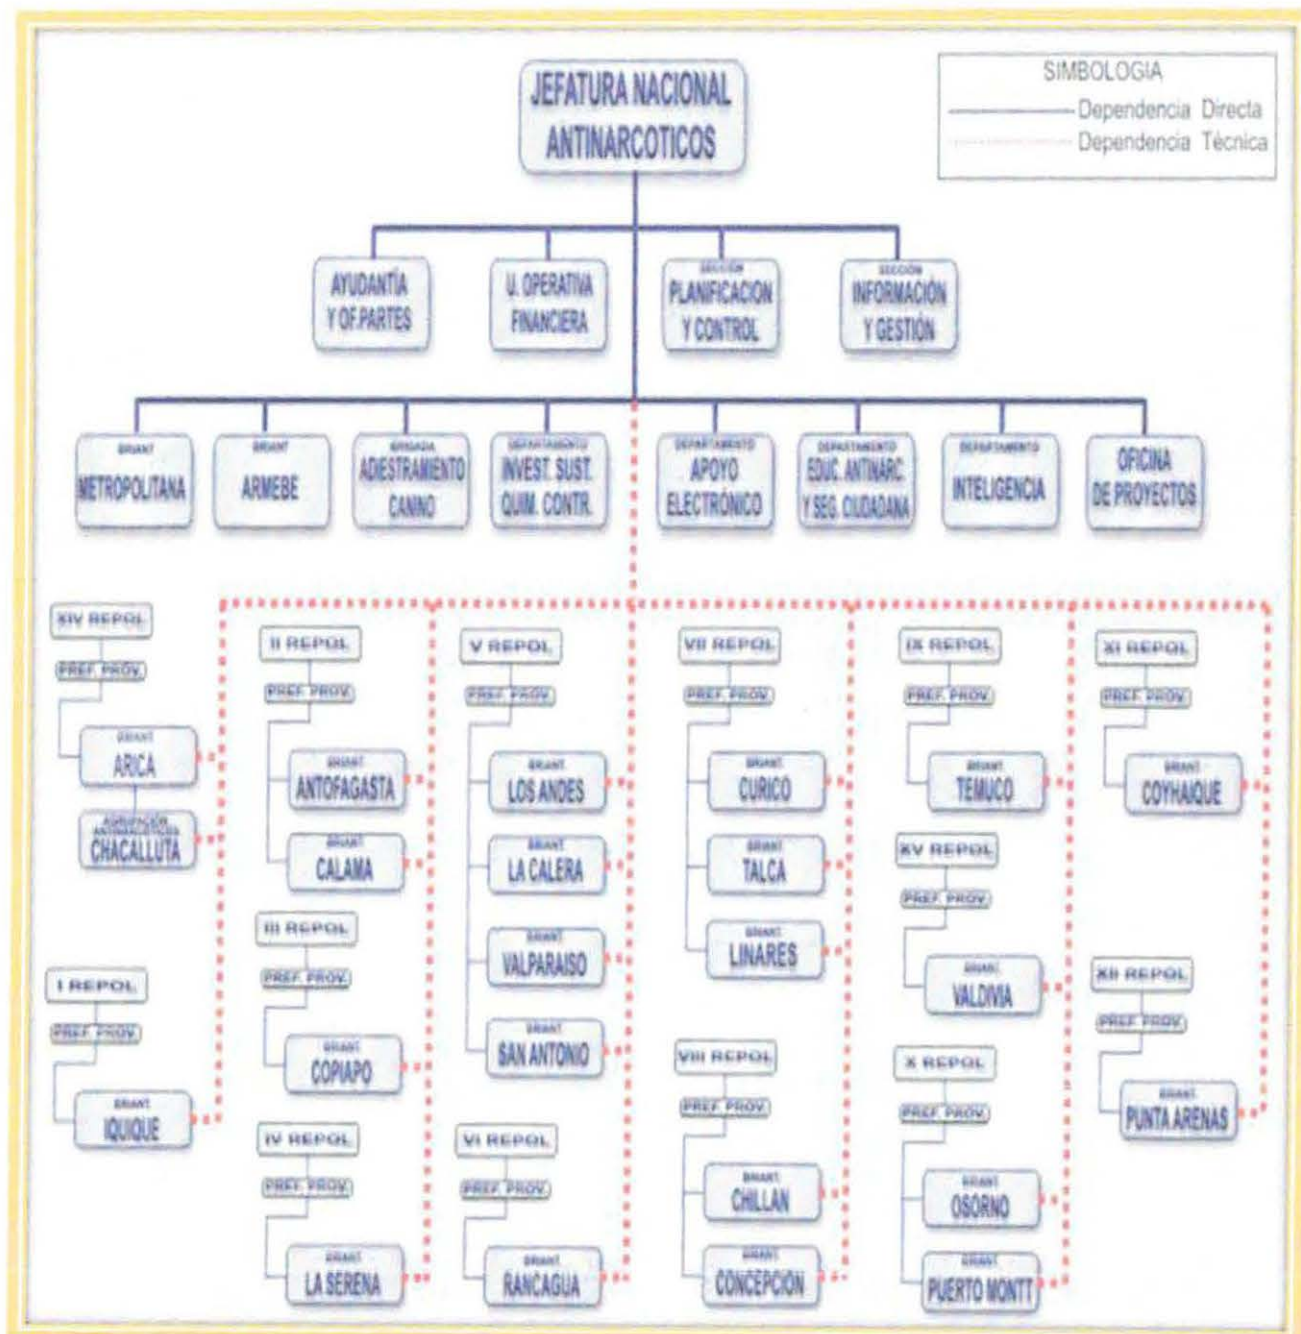 JEFATURA NACIONAL
ANTINARCOTICOS
SIMBOLOGIA
Dependencia Directa
Dependencia Técnica
AYUDANTÍA
Y OF.PARTES
U. OPERATIVA
FINANCIERA
SECCIÓN
PLANIFICACION
Y CONTROL
SECCIÓN
INFORMACIÓN
Y GESTIÓN
BRIANT
METROPOLITANA
BRIANT
ARMEBE
BRIGADA
ADIESTRAMIENTO
CANINO
DEPARTAMENTO
INVEST. SUST.
QUIM. CONTR.
DEPARTAMENTO
APOYO
ELECTRÓNICO
DEPARTAMENTO
EDUC. ANTINARC.
Y SEG. CIUDADANA
DEPARTAMENTO
INTELIGENCIA
OFICINA
DE PROYECTOS
XIV REPOL
PREF. PROV.
BRIANT.
ARICA
AGRUPACIÓN
ANTINARCOTICOS
CHACALLUTA
I REPOL
PREF. PROV.
BRIANT.
IQUIQUE
II REPOL
PREF. PROV.
BRIANT.
ANTOFAGASTA
BRIANT.
CALAMA
III REPOL
PREF. PROV.
BRIANT.
COPIAPO
IV REPOL
PREF. PROV.
BRIANT.
LA SERENA
V REPOL
PREF. PROV.
BRIANT.
LOS ANDES
BRIANT.
LA CALERA
BRIANT.
VALPARAISO
BRIANT.
SAN ANTONIO
VI REPOL
PREF. PROV.
BRIANT.
RANCAGUA
VII REPOL
PREF. PROV.
BRIANT.
CURICO
BRIANT.
TALCA
BRIANT.
LINARES
VIII REPOL
PREF. PROV.
BRIANT.
CHILLAN
BRIANT.
CONCEPCION
IX REPOL
PREF. PROV.
BRIANT.
TEMUCO
XV REPOL
PREF. PROV.
BRIANT.
VALDIVIA
X REPOL
PREF. PROV.
BRIANT.
OSORNO
BRIANT.
PUERTO MONTT
XI REPOL
PREF. PROV.
BRIANT.
COYHAIQUE
XII REPOL
PREF. PROV.
BRIANT.
PUNTA ARENAS